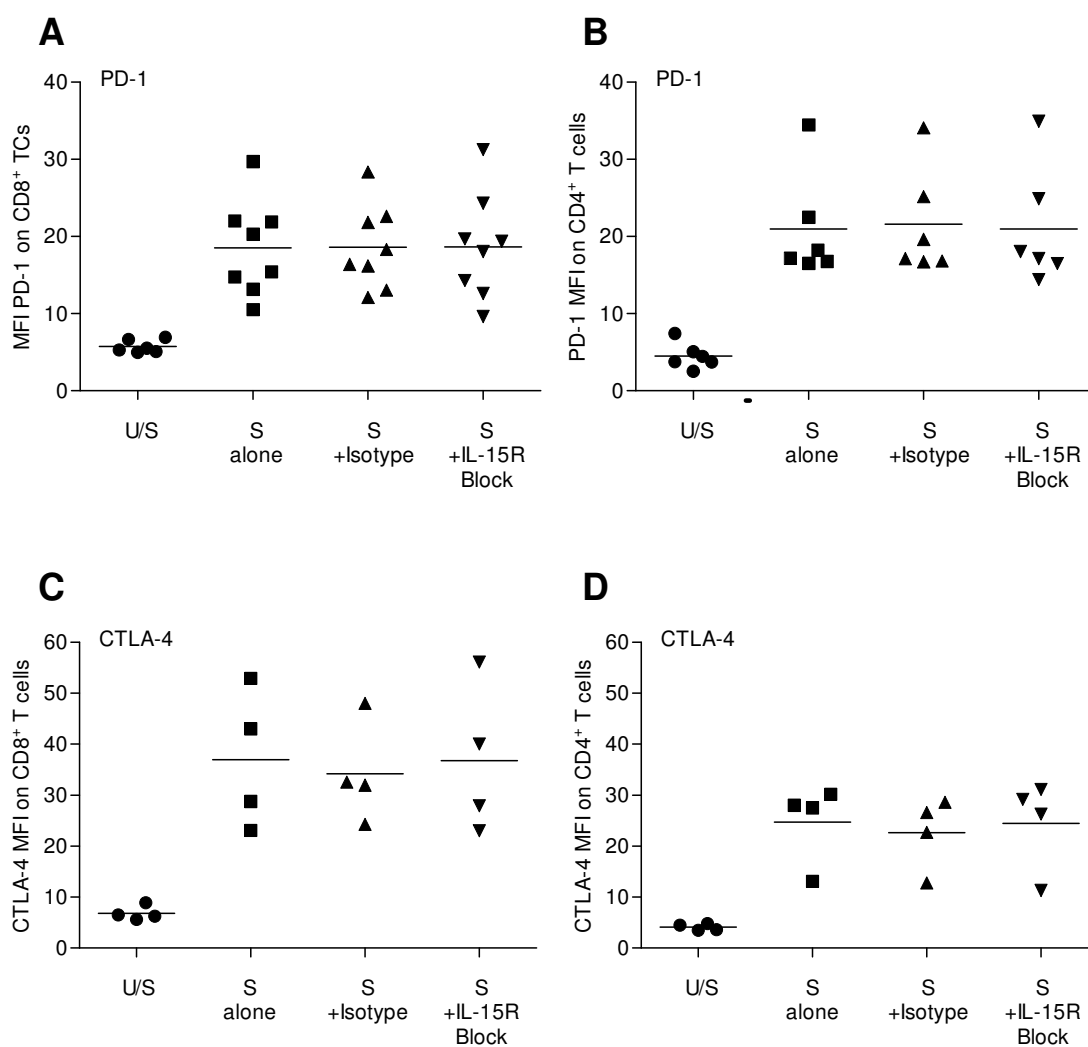 A
PD-1
MFI PD-1 on CD8+ TCs
40
30
20
10
0
U/S
S
alone
S
+Isotype
S
+IL-15R
Block
B
PD-1
PD-1 MFI on CD4+ T cells
40
30
20
10
0
U/S
S
alone
S
+Isotype
S
+IL-15R
Block
C
CTLA-4
CTLA-4 MFI on CD8+ T cells
60
50
40
30
20
10
0
U/S
S
alone
S
+Isotype
S
+IL-15R
Block
D
CTLA-4
CTLA-4 MFI on CD4+ T cells
60
50
40
30
20
10
0
U/S
S
alone
S
+Isotype
S
+IL-15R
Block